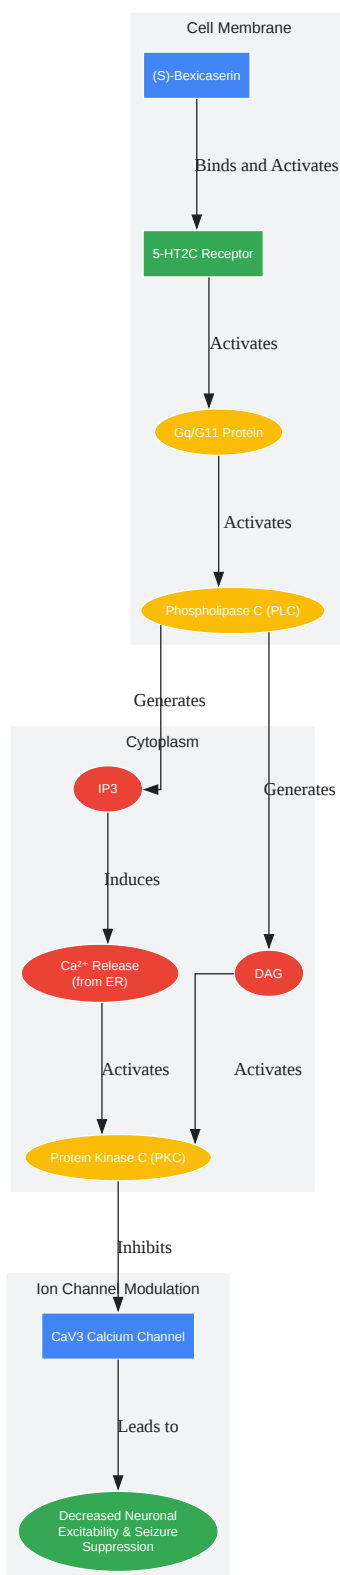 Cell Membrane
(S)-Bexicaserin
Binds and Activates
5-HT2C Receptor
Activates
Gq/G11 Protein
Activates
Phospholipase C (PLC)
Generates
Cytoplasm
IP3
Generates
Induces
Ca²⁺ Release
(from ER)
DAG
Activates
Activates
Protein Kinase C (PKC)
Inhibits
Ion Channel Modulation
CaV3 Calcium Channel
Leads to
Decreased Neuronal
Excitability & Seizure
Suppression